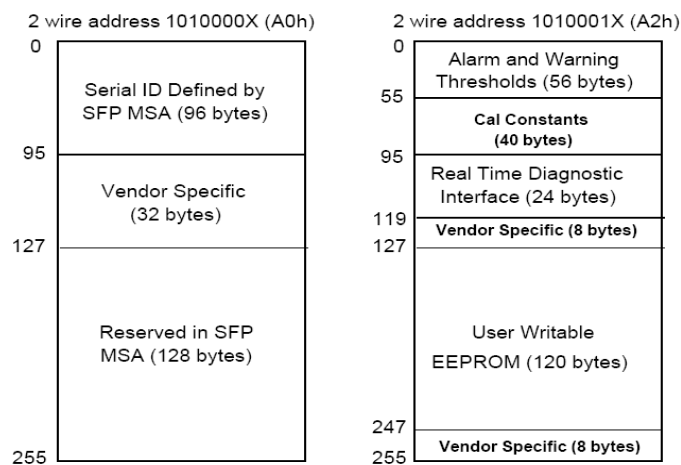 2 wire address 1010000X (A0h)
0
Serial ID Defined by
SFP MSA (96 bytes)
95
Vendor Specific
(32 bytes)
127
Reserved in SFP
MSA (128 bytes)
255
2 wire address 1010001X (A2h)
0
Alarm and Warning
Thresholds (56 bytes)
55
Cal Constants
(40 bytes)
95
Real Time Diagnostic
Interface (24 bytes)
119
Vendor Specific (8 bytes)
127
User Writable
EEPROM (120 bytes)
247
Vendor Specific (8 bytes)
255